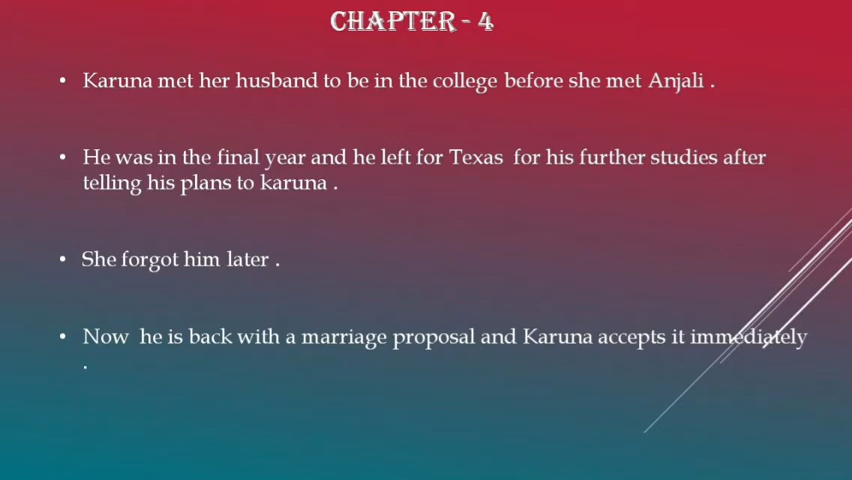 CHAPTER - 4
• Karuna met her husband to be in the college before she met Anjali .
• He was in the final year and he left for Texas for his further studies after
telling his plans to karuna .
• She forgot him later .
• Now he is back with a marriage proposal and Karuna accepts it immediately
.